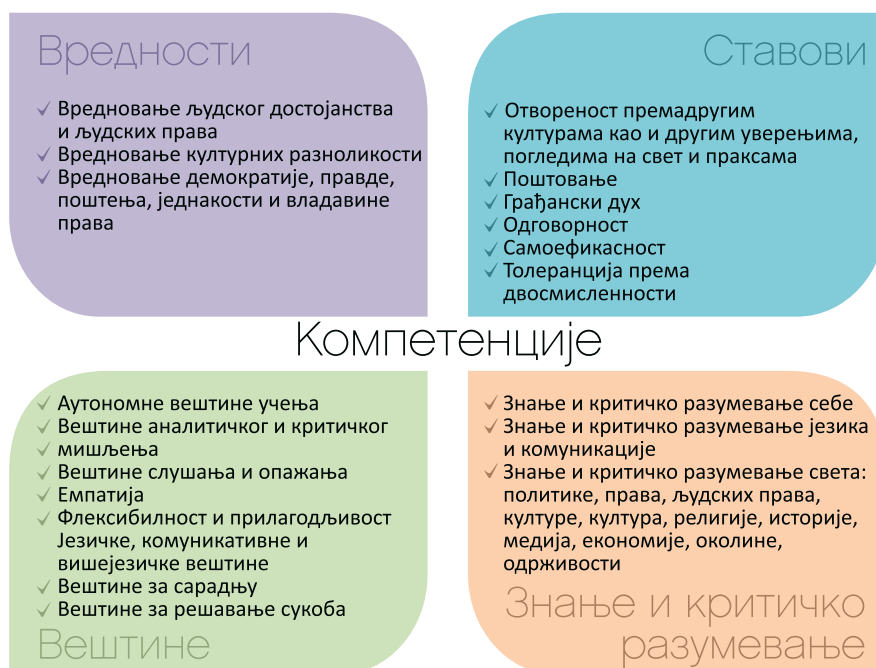 Вредности
Вредновање људског достојанства
и људских права
Вредновање културних разноликости
Вредновање демократије, правде,
поштења, једнакости и владавине
права
Ставови
Отвореност премадругим
културама као и другим уверењима,
погледима на свет и праксама
Поштовање
Грађански дух
Одговорност
Самоефикасност
Толеранција према
двосмисленности
Компетенције
Аутономне вештине учења
Вештине аналитичког и критичког
мишљења
Вештине слушања и опажања
Емпатија
Флексибилност и прилагодљивост
Језичке, комуникативне и
вишејезичке вештине
Вештине за сарадњу
Вештине за решавање сукоба
Вештине
Знање и критичко разумевање себе
Знање и критичко разумевање језика
и комуникације
Знање и критичко разумевање света:
политике, права, људских права,
културе, култура, религије, историје,
медија, економије, околине,
одрживости
Знање и критичко
разумевање